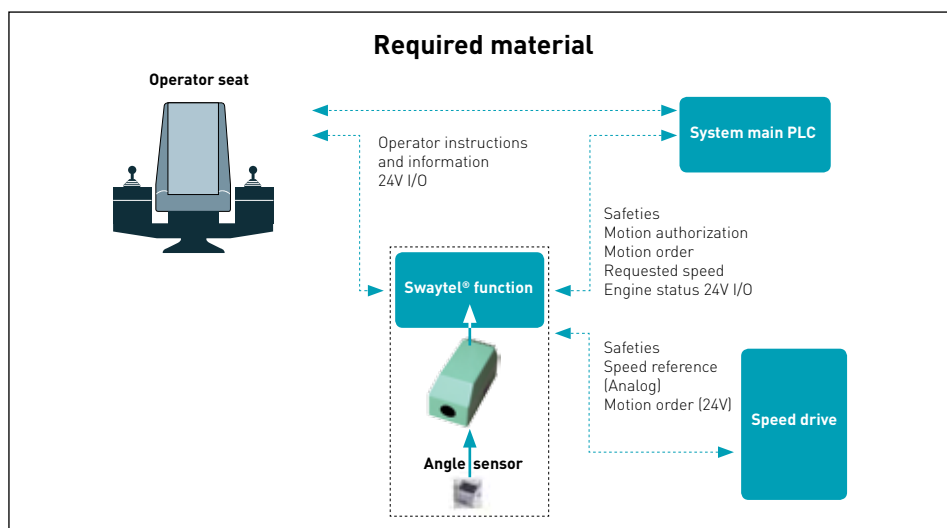 Required material
Operator seat
System main PLC
Operator instructions
and information
24V I/O
Safeties
Motion authorization
Motion order
Requested speed
Engine status 24V I/O
Swaytel® function
Safeties
Speed reference
(Analog)
Motion order (24V)
Speed drive
Angle sensor